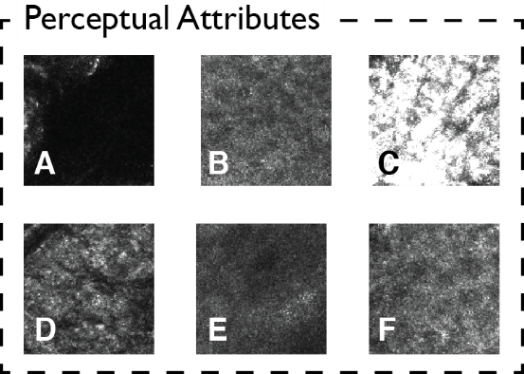 Perceptual Attributes
A B C
D E F